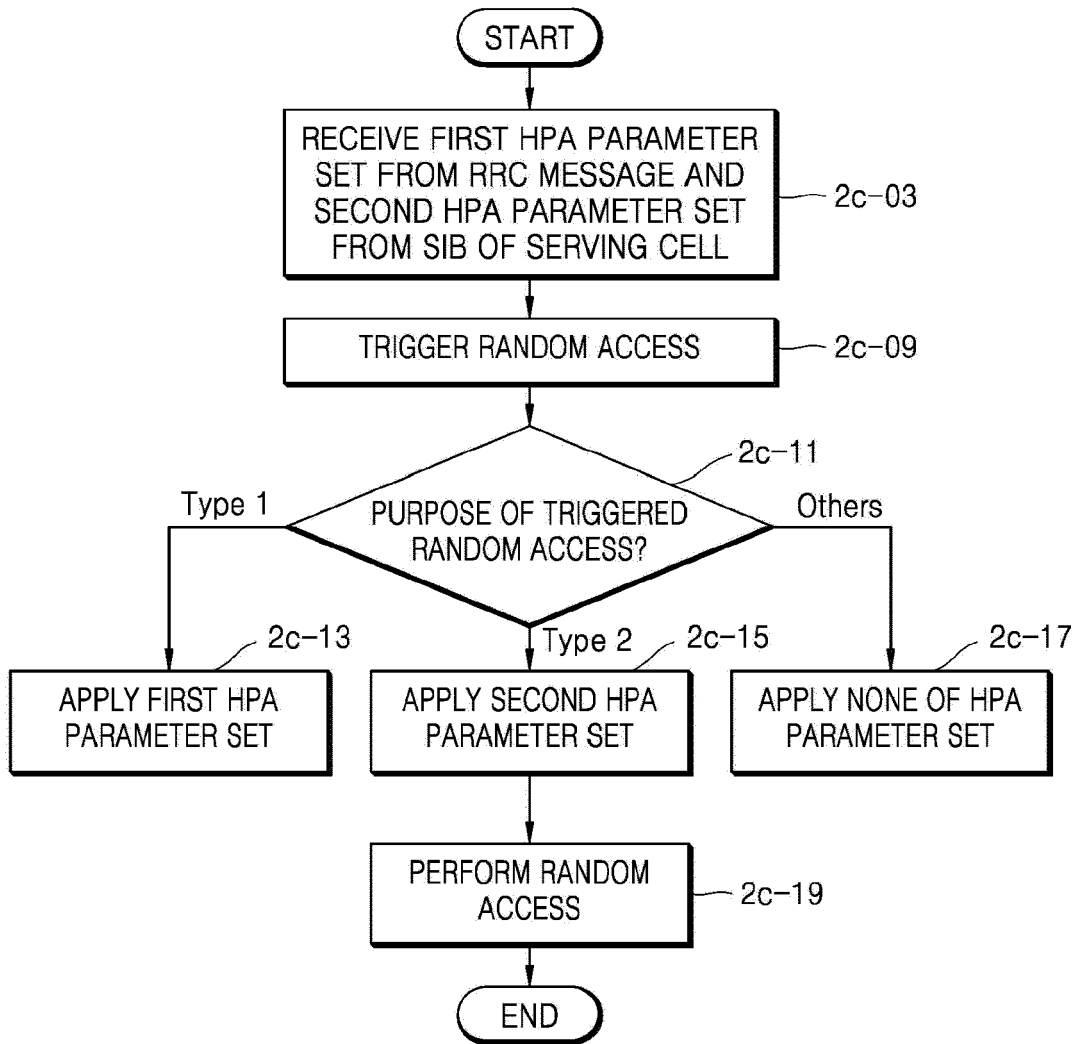 START
RECEIVE FIRST HPA PARAMETER
SET FROM RRC MESSAGE AND
SECOND HPA PARAMETER SET
FROM SIB OF SERVING CELL
2c-03
TRIGGER RANDOM ACCESS
2c-09
2c-11
PURPOSE OF TRIGGERED
RANDOM ACCESS?
Type 1
Others
Type 2
2c-13
APPLY FIRST HPA
PARAMETER SET
2c-15
APPLY SECOND HPA
PARAMETER SET
2c-17
APPLY NONE OF HPA
PARAMETER SET
PERFORM RANDOM
ACCESS
2c-19
END